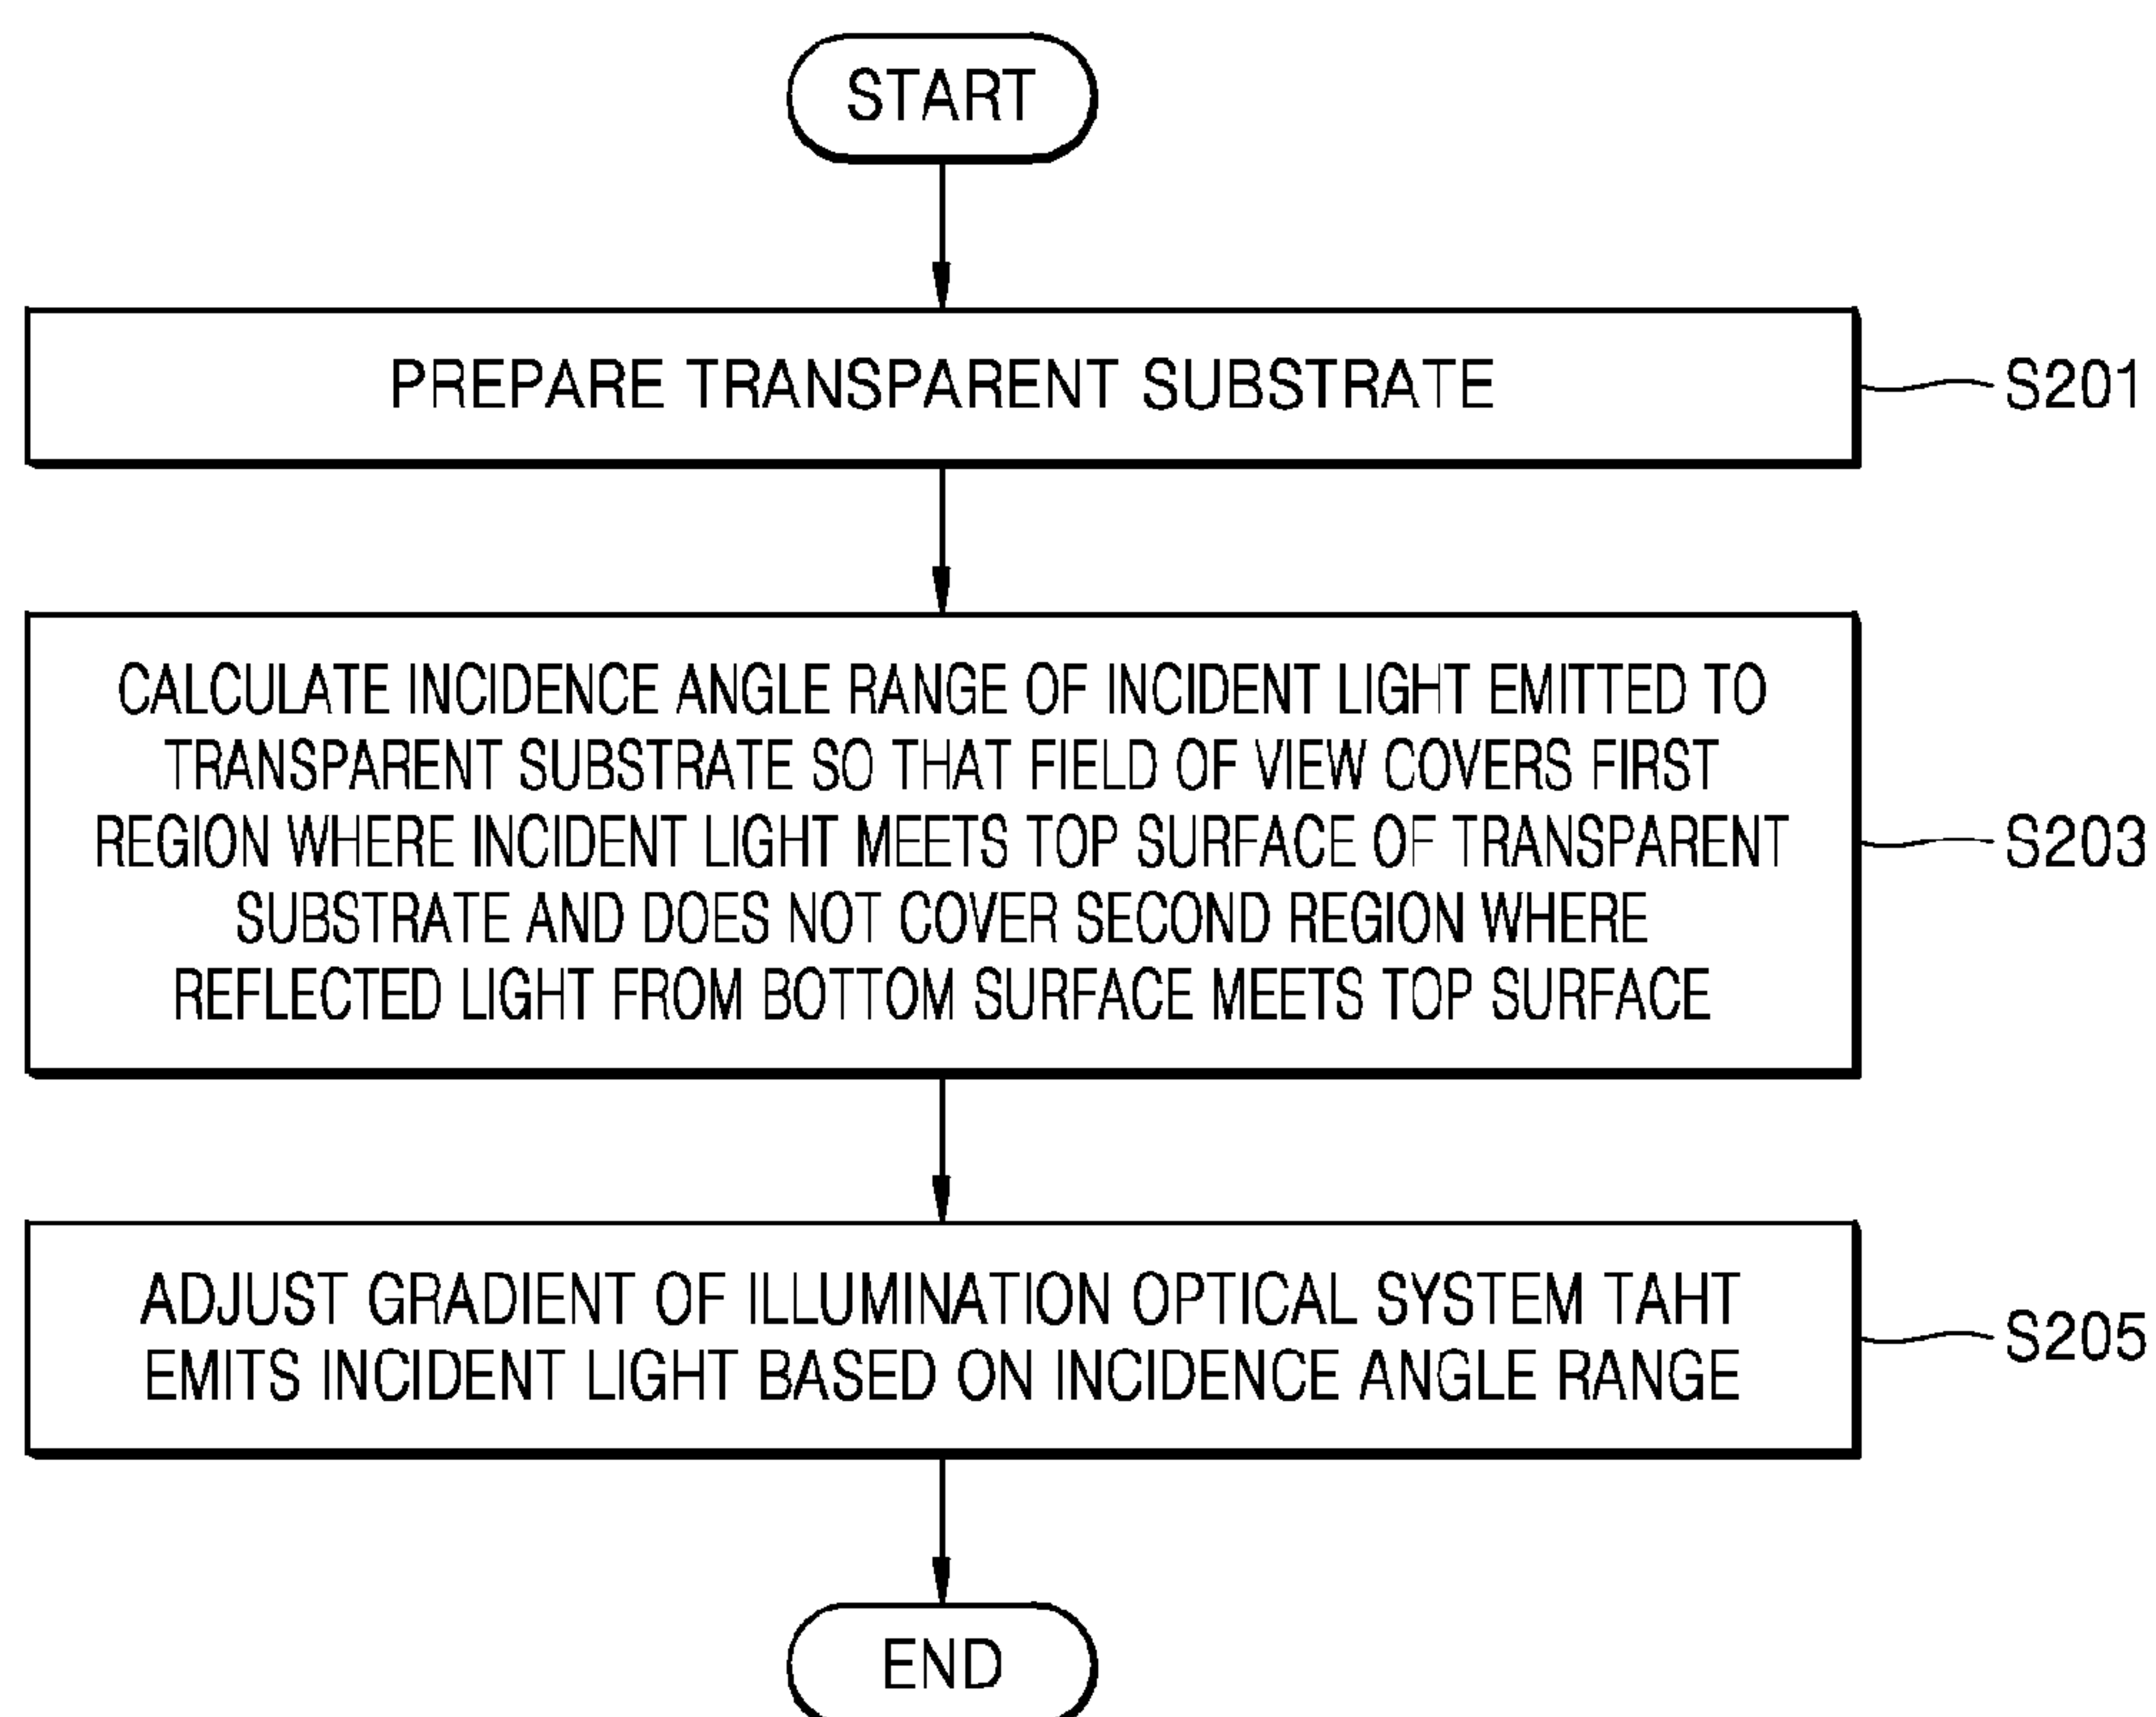 START
PREPARE TRANSPARENT SUBSTRATE
S201
CALCULATE INCIDENCE ANGLE RANGE OF INCIDENT LIGHT EMITTED TO
TRANSPARENT SUBSTRATE SO THAT FIELD OF VIEW COVERS FIRST
REGION WHERE INCIDENT LIGHT MEETS TOP SURFACE OF TRANSPARENT
SUBSTRATE AND DOES NOT COVER SECOND REGION WHERE
REFLECTED LIGHT FROM BOTTOM SURFACE MEETS TOP SURFACE
S203
ADJUST GRADIENT OF ILLUMINATION OPTICAL SYSTEM TAHT
EMITS INCIDENT LIGHT BASED ON INCIDENCE ANGLE RANGE
S205
END